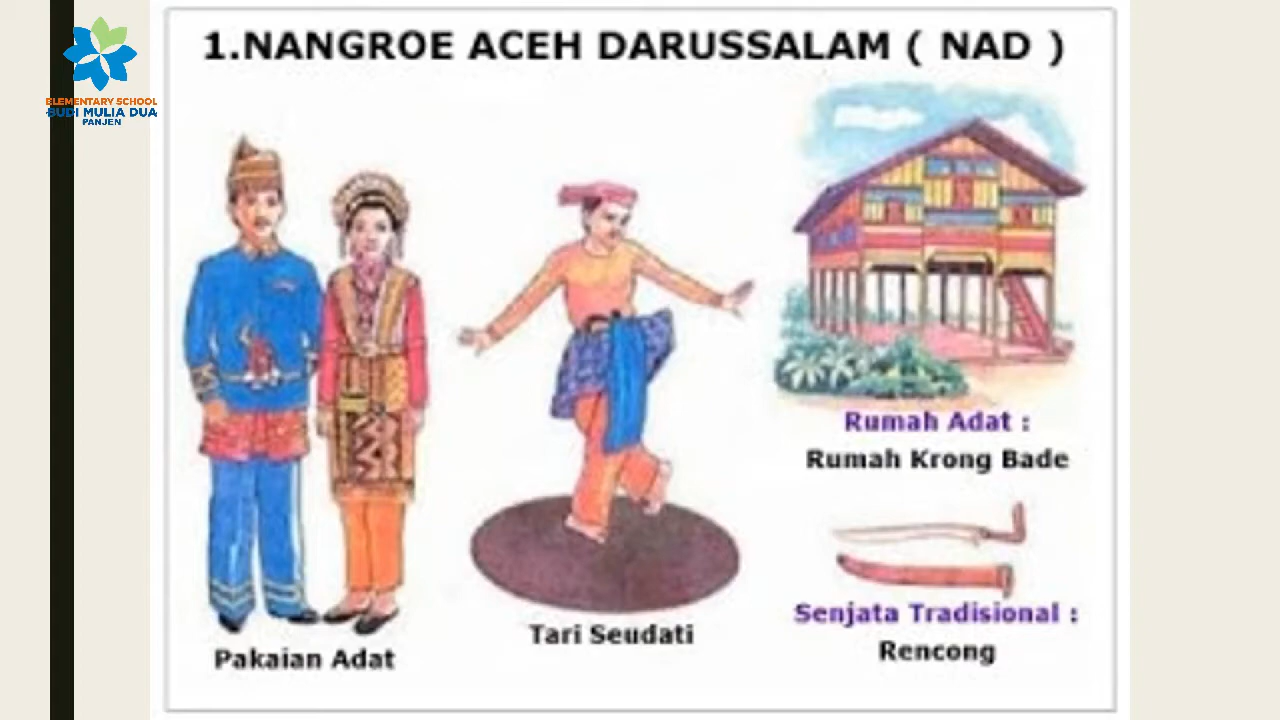 ELEMENTARY SCHOOL
BUDI MULIA DUA
PANJEN
1.NANGROE ACEH DARUSSALAM ( NAD )
Pakaian Adat
Tari Seudati
Rumah Adat :
Rumah Krong Bade
Senjata Tradisional :
Rencong